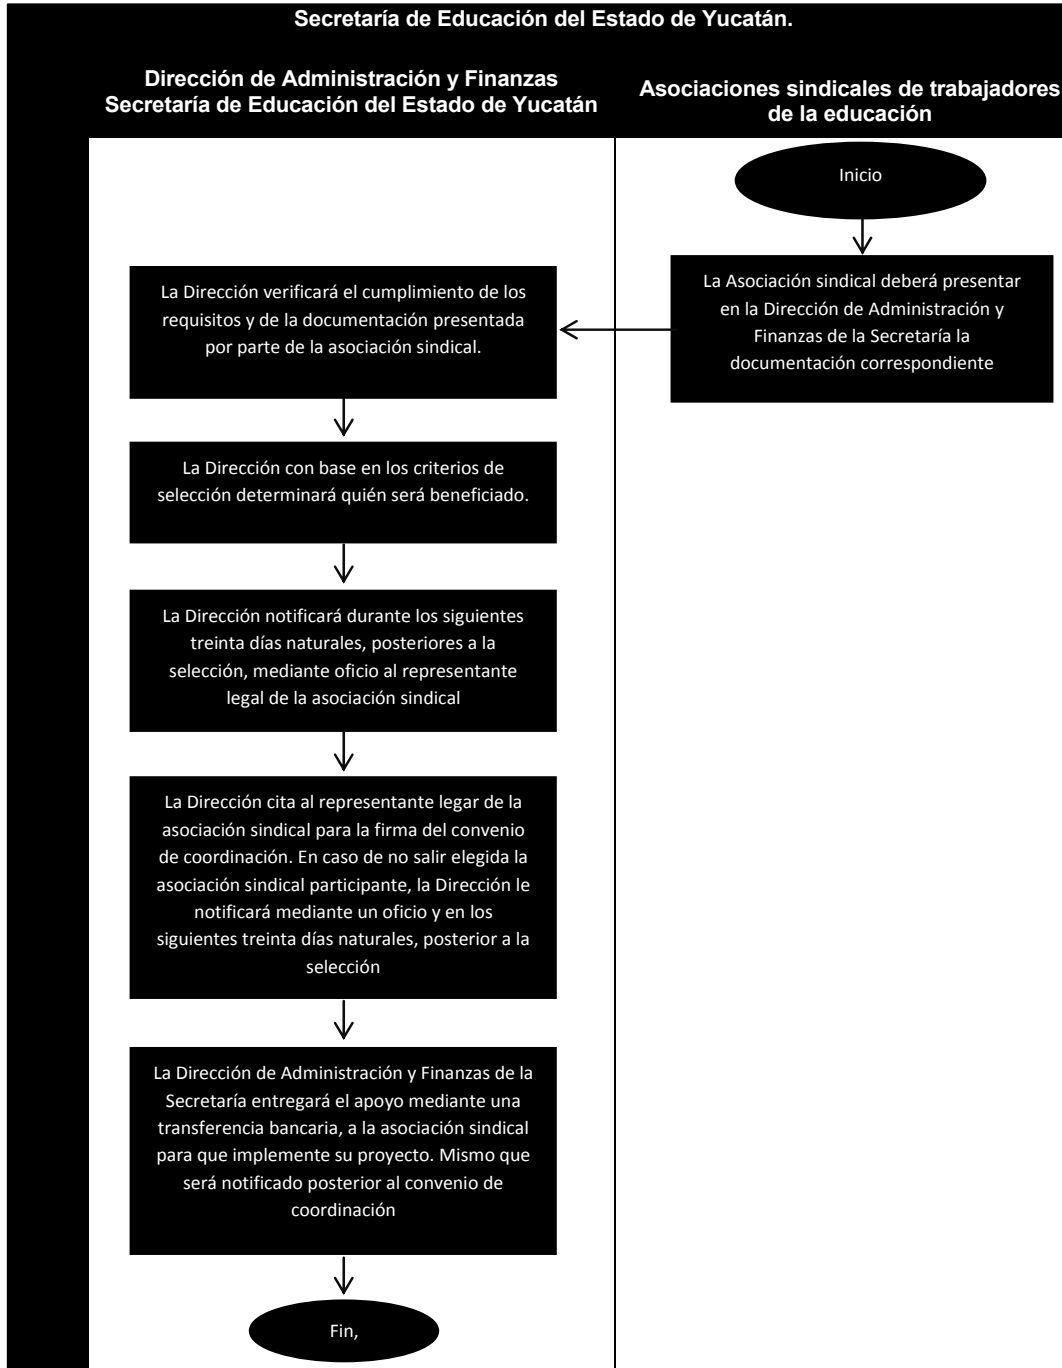 Secretaría de Educación del Estado de Yucatán.
Dirección de Administración y Finanzas
Secretaría de Educación del Estado de Yucatán
Asociaciones sindicales de trabajadores
de la educación
Inicio
La Asociación sindical deberá presentar
en la Dirección de Administración y
Finanzas de la Secretaría la
documentación correspondiente
La Dirección verificará el cumplimiento de los
requisitos y de la documentación presentada
por parte de la asociación sindical.
La Dirección con base en los criterios de
selección determinará quién será beneficiado.
La Dirección notificará durante los siguientes
treinta días naturales, posteriores a la
selección, mediante oficio al representante
legal de la asociación sindical
La Dirección cita al representante legar de la
asociación sindical para la firma del convenio
de coordinación. En caso de no salir elegida la
asociación sindical participante, la Dirección le
notificará mediante un oficio y en los
siguientes treinta días naturales, posterior a la
selección
La Dirección de Administración y Finanzas de la
Secretaría entregará el apoyo mediante una
transferencia bancaria, a la asociación sindical
para que implemente su proyecto. Mismo que
será notificado posterior al convenio de
coordinación
Fin,